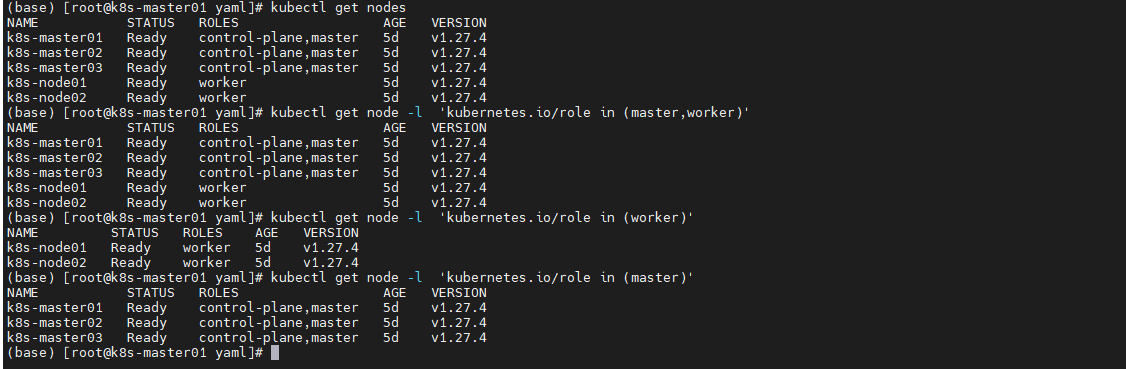 (base) [root@k8s-master01 yaml]# kubectl get nodes
NAME           STATUS   ROLES                  AGE   VERSION
k8s-master01   Ready    control-plane,master   5d    v1.27.4
k8s-master02   Ready    control-plane,master   5d    v1.27.4
k8s-master03   Ready    control-plane,master   5d    v1.27.4
k8s-node01     Ready    worker                 5d    v1.27.4
k8s-node02     Ready    worker                 5d    v1.27.4
(base) [root@k8s-master01 yaml]# kubectl get node -l  'kubernetes.io/role in (master,worker)'
NAME           STATUS   ROLES                  AGE   VERSION
k8s-master01   Ready    control-plane,master   5d    v1.27.4
k8s-master02   Ready    control-plane,master   5d    v1.27.4
k8s-master03   Ready    control-plane,master   5d    v1.27.4
k8s-node01     Ready    worker                 5d    v1.27.4
k8s-node02     Ready    worker                 5d    v1.27.4
(base) [root@k8s-master01 yaml]# kubectl get node -l  'kubernetes.io/role in (worker)'
NAME         STATUS   ROLES    AGE   VERSION
k8s-node01   Ready    worker   5d    v1.27.4
k8s-node02   Ready    worker   5d    v1.27.4
(base) [root@k8s-master01 yaml]# kubectl get node -l  'kubernetes.io/role in (master)'
NAME           STATUS   ROLES                  AGE   VERSION
k8s-master01   Ready    control-plane,master   5d    v1.27.4
k8s-master02   Ready    control-plane,master   5d    v1.27.4
k8s-master03   Ready    control-plane,master   5d    v1.27.4
(base) [root@k8s-master01 yaml]#